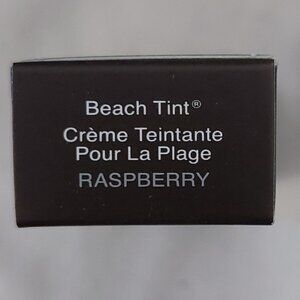 Beach Tint®
Crème Teintante
Pour La Plage
RASPBERRY